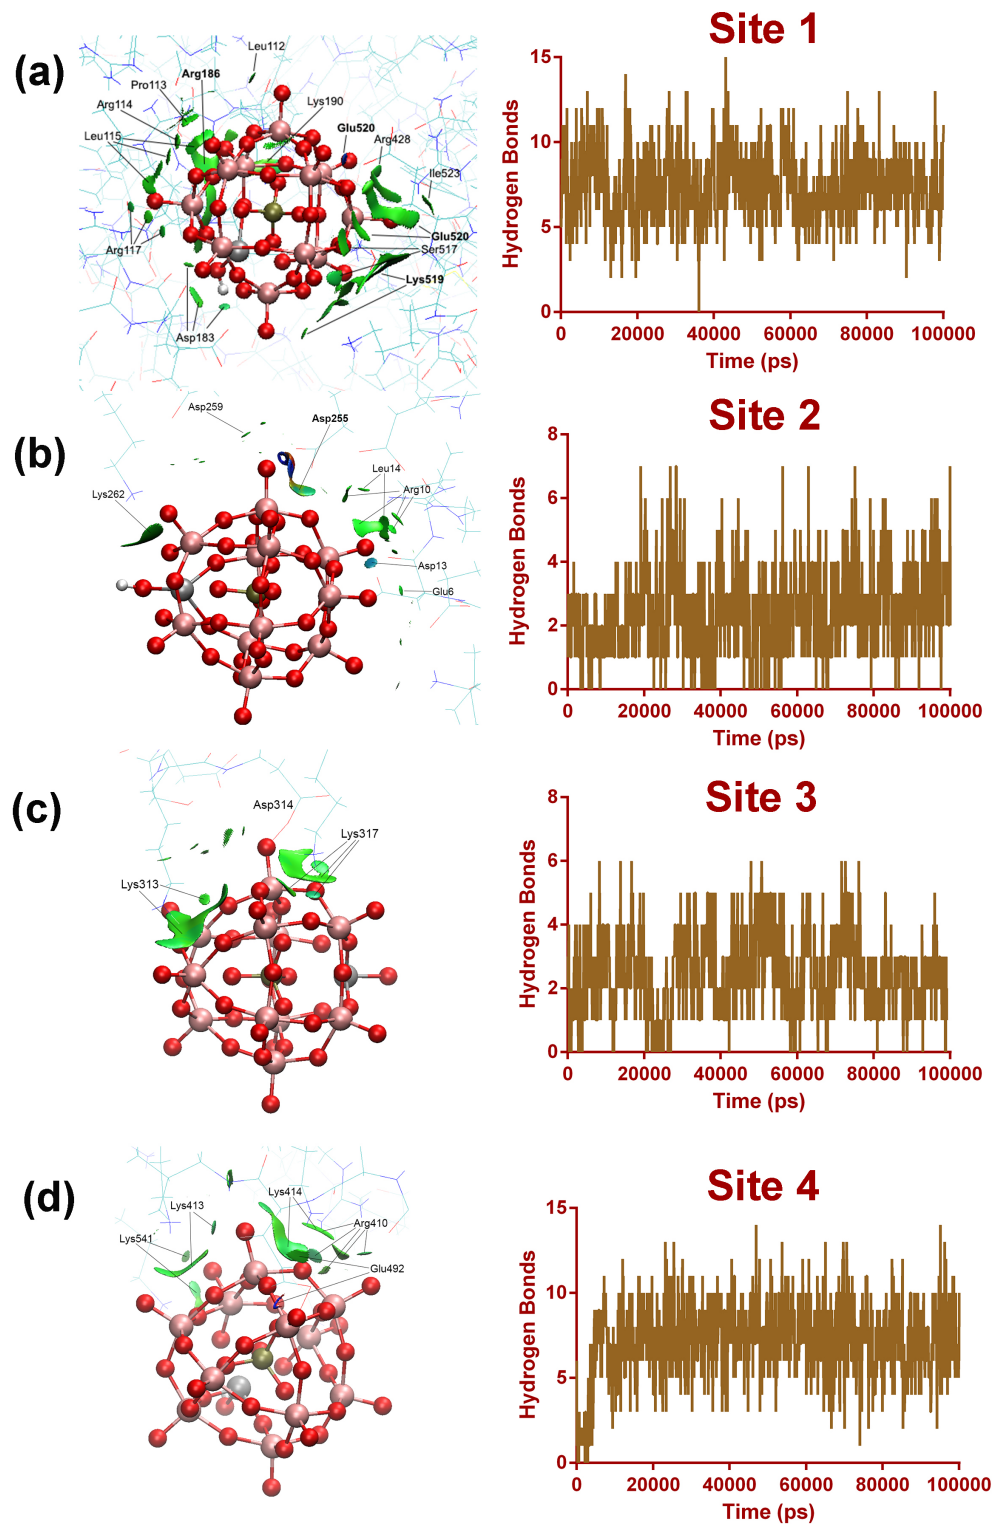 (a)
Leu112
Arg186
Pro113
Lys190
Arg114
Glu520
Leu115
Arg428
Ile523
Glu520
Arg117
Ser517
Lys519
Asp183
Site 1
Hydrogen Bonds
15
10
5
0
0 20000 40000 60000 80000 100000
Time (ps)
(b)
Asp259
Asp255
Leu14
Lys262
Arg10
Asp13
Glu6
Site 2
Hydrogen Bonds
8
6
4
2
0
0 20000 40000 60000 80000 100000
Time (ps)
(c)
Asp314
Lys317
Lys313
Site 3
Hydrogen Bonds
8
6
4
2
0
0 20000 40000 60000 80000 100000
Time (ps)
(d)
Lys414
Lys413
Arg410
Lys541
Glu492
Site 4
Hydrogen Bonds
15
10
5
0
0 20000 40000 60000 80000 100000
Time (ps)